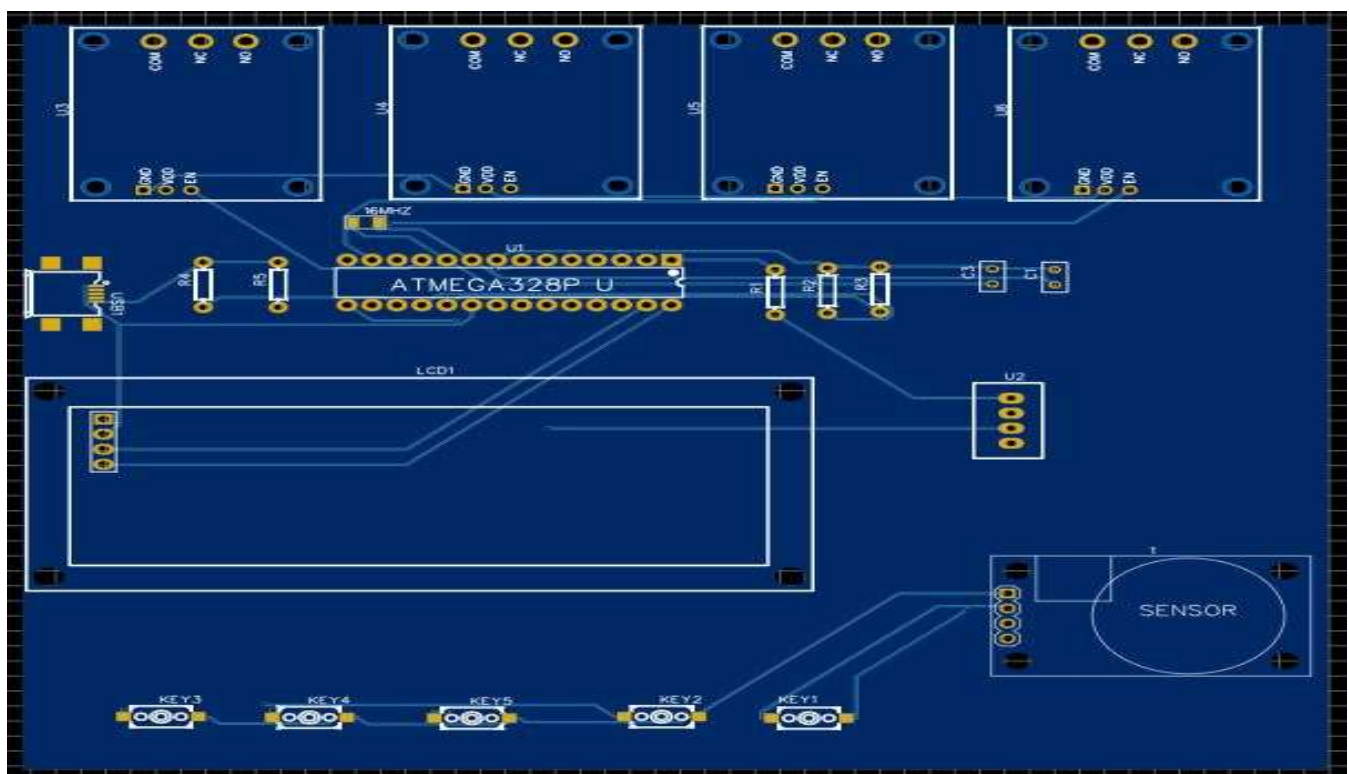 COM NC NO
COM NC NO
COM NC NO
COM NC NO
U3
U4
U5
U6
GND VDD EN
GND VDD EN
GND VDD EN
GND VDD EN
16MHZ
U1
ATMEGA328P U
USB1
R4
R5
R1
R2
R3
C3
C1
LCD1
U2
1
SENSOR
KEY3
KEY4
KEY5
KEY2
KEY1